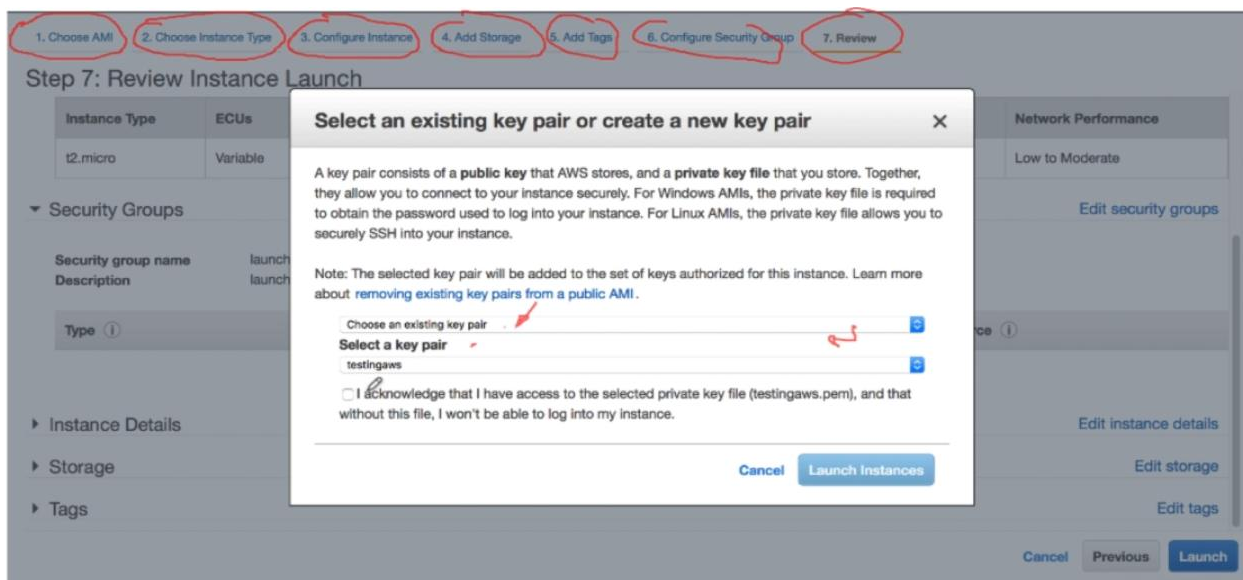 1. Choose AMI 2. Choose Instance Type 3. Configure Instance 4. Add Storage 5. Add Tags 6. Configure Security Group 7. Review
Step 7: Review Instance Launch
Instance Type ECUs Network Performance
t2.micro Variable Low to Moderate
Security Groups Edit security groups
Security group name launch
Description launch
Type
Select an existing key pair or create a new key pair
A key pair consists of a public key that AWS stores, and a private key file that you store. Together,
they allow you to connect to your instance securely. For Windows AMIs, the private key file is required
to obtain the password used to log into your instance. For Linux AMIs, the private key file allows you to
securely SSH into your instance.
Note: The selected key pair will be added to the set of keys authorized for this instance. Learn more
about removing existing key pairs from a public AMI.
Choose an existing key pair
Select a key pair
testingaws
I acknowledge that I have access to the selected private key file (testingaws.pem), and that
without this file, I won't be able to log into my instance.
Cancel Launch Instances
Instance Details Edit instance details
Storage Edit storage
Tags Edit tags
Cancel Previous Launch